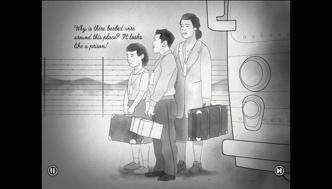 Why is there barbed wire
around this place? It looks
like a prison!